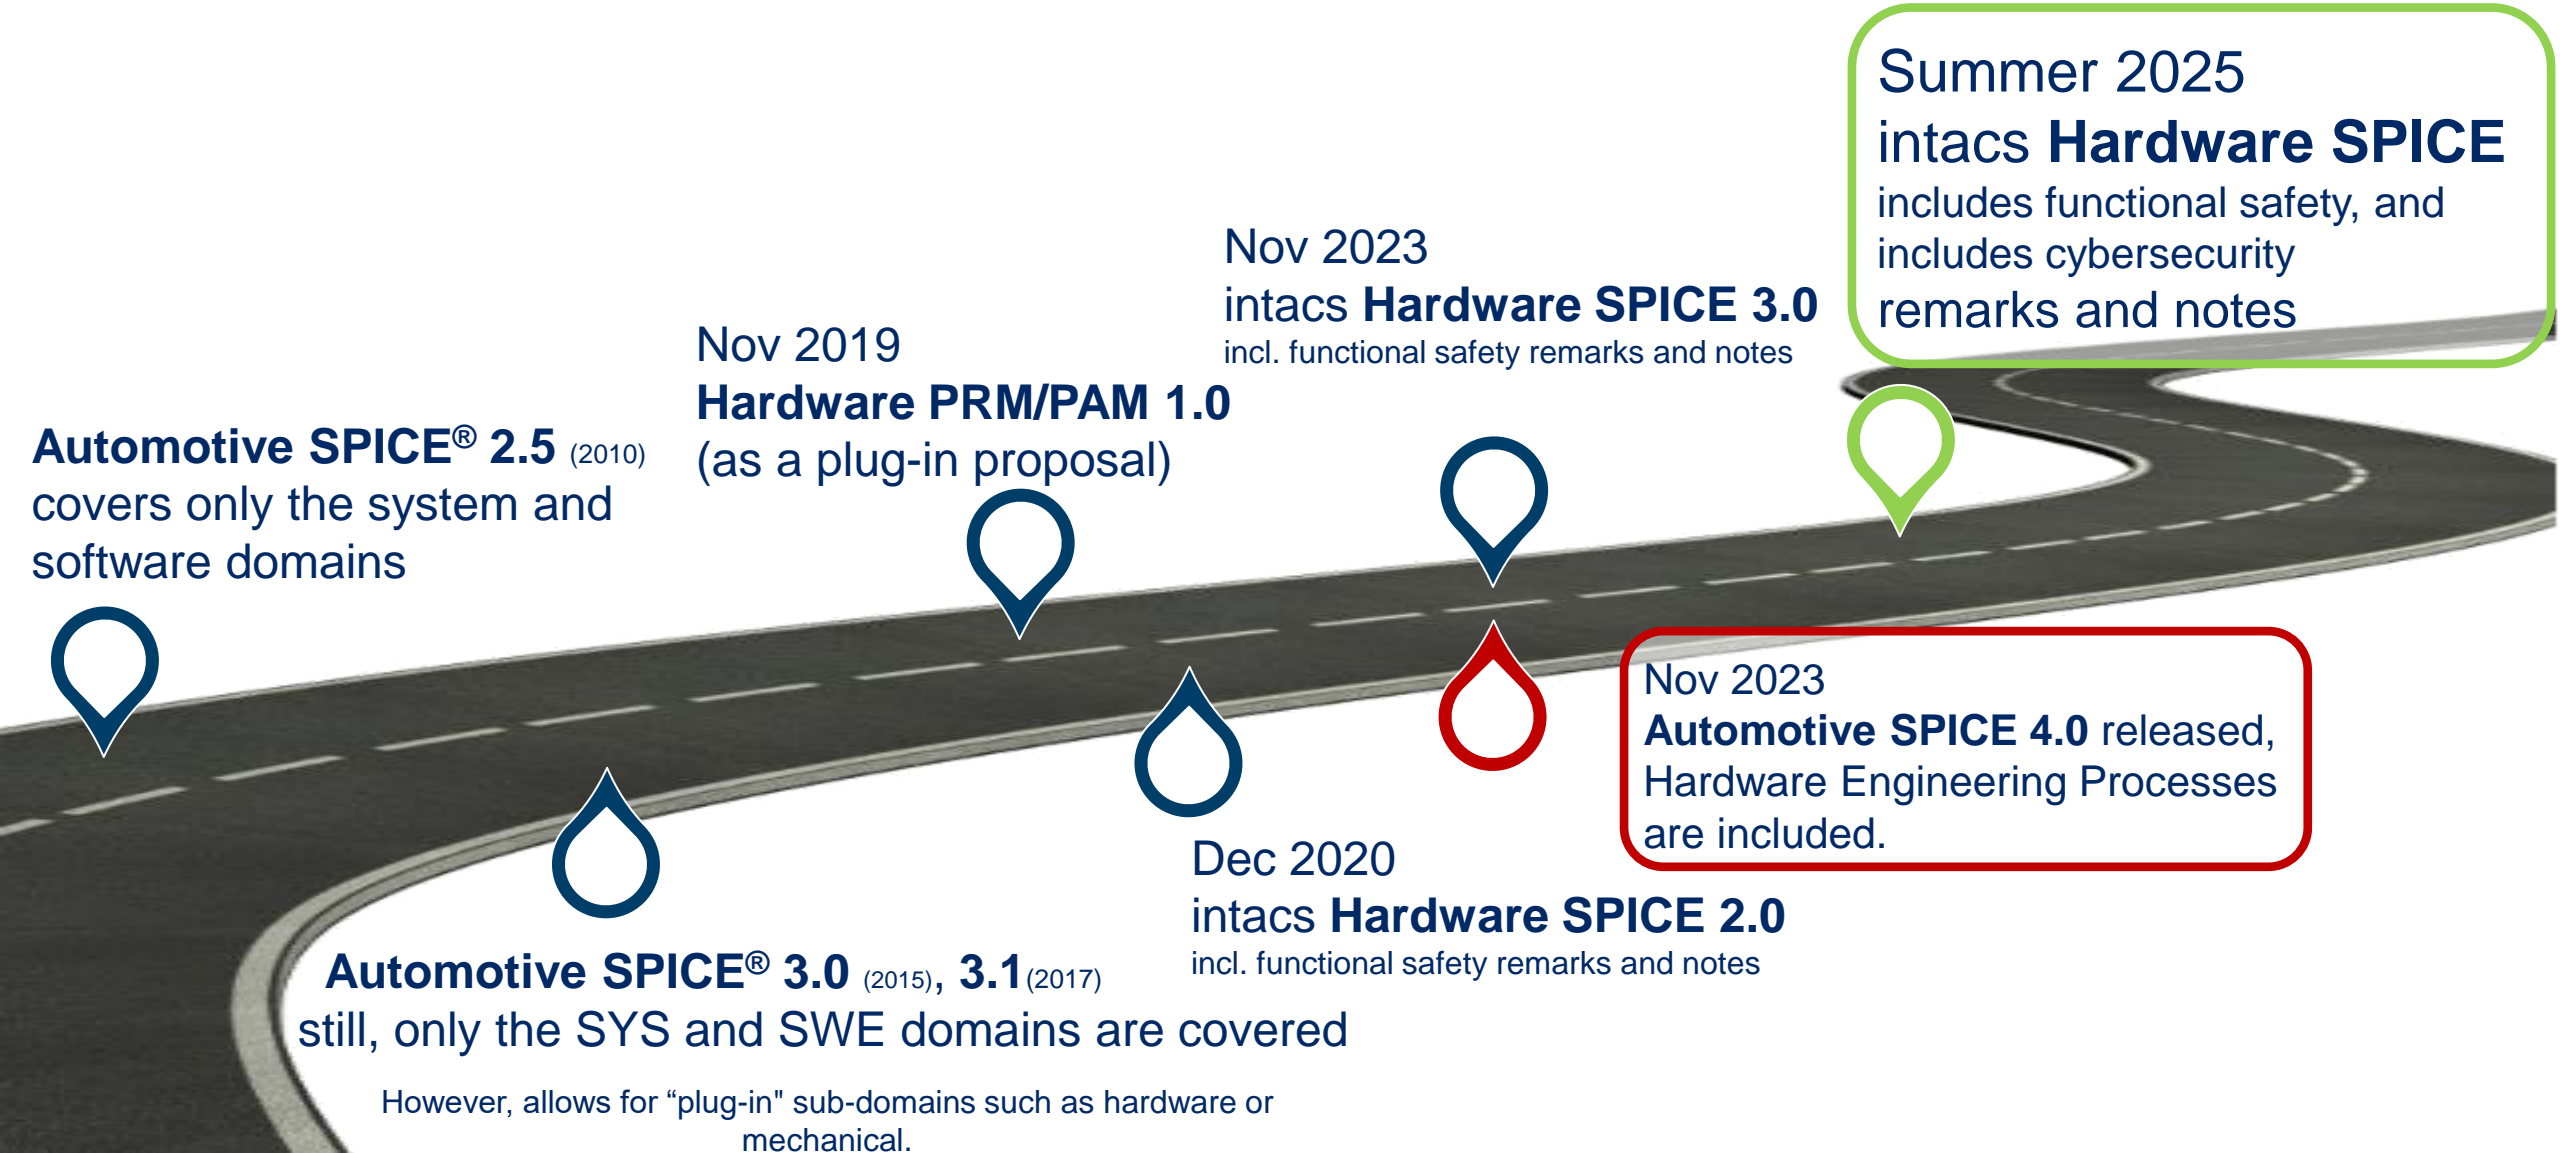 Automotive SPICE® 2.5 (2010)
covers only the system and
software domains
Automotive SPICE® 3.0 (2015), 3.1(2017)
still, only the SYS and SWE domains are covered
However, allows for “plug-in" sub-domains such as hardware or
mechanical.
Nov 2019
Hardware PRM/PAM 1.0
(as a plug-in proposal)
Dec 2020
intacs Hardware SPICE 2.0
incl. functional safety remarks and notes
Nov 2023
intacs Hardware SPICE 3.0
incl. functional safety remarks and notes
Nov 2023
Automotive SPICE 4.0 released,
Hardware Engineering Processes
are included.
Summer 2025
intacs Hardware SPICE
includes functional safety, and
includes cybersecurity
remarks and notes